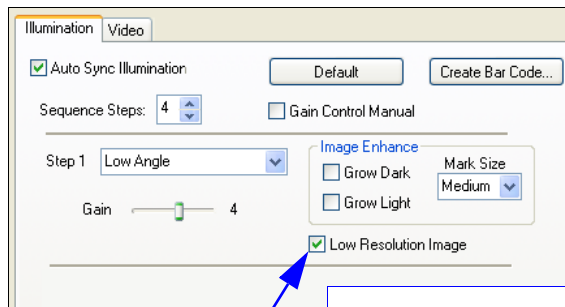 Illumination Video
Auto Sync Illumination Default Create Bar Code...
Sequence Steps: 4 Gain Control Manual
Step 1 Low Angle
Image Enhance
Grow Dark Mark Size
Medium
Grow Light
Gain 4
Low Resolution Image